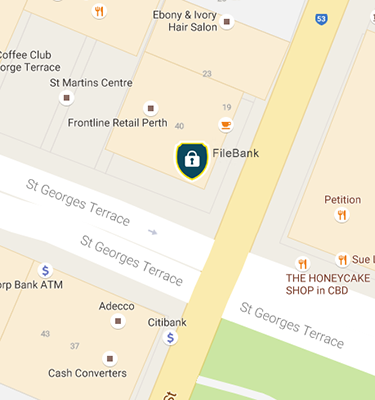 Ebony & Ivory
Hair Salon
53
offee Club
orge Terrace
23
St Martins Centre
19
Frontline Retail Perth
40
FileBank
St Georges Terrace
Petition
St Georges Terrace
Sue
orp Bank ATM
$
THE HONEYCAKE
SHOP in CBD
Adecco
St Georges Terrace
Citibank
$
43
37
Cash Converters
St